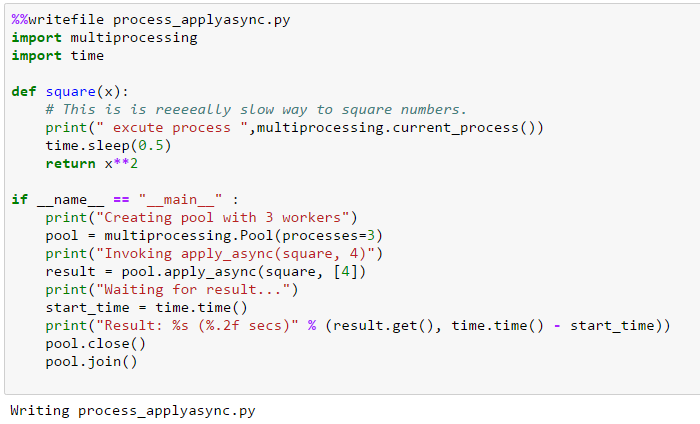 %%writefile process_applyasync.py
import multiprocessing
import time

def square(x):
    # This is is reeeeally slow way to square numbers.
    print(" excute process ",multiprocessing.current_process())
    time.sleep(0.5)
    return x**2

if __name__ == "__main__" :
    print("Creating pool with 3 workers")
    pool = multiprocessing.Pool(processes=3)
    print("Invoking apply_async(square, 4)")
    result = pool.apply_async(square, [4])
    print("Waiting for result...")
    start_time = time.time()
    print("Result: %s (%.2f secs)" % (result.get(), time.time() - start_time))
    pool.close()
    pool.join()

Writing process_applyasync.py